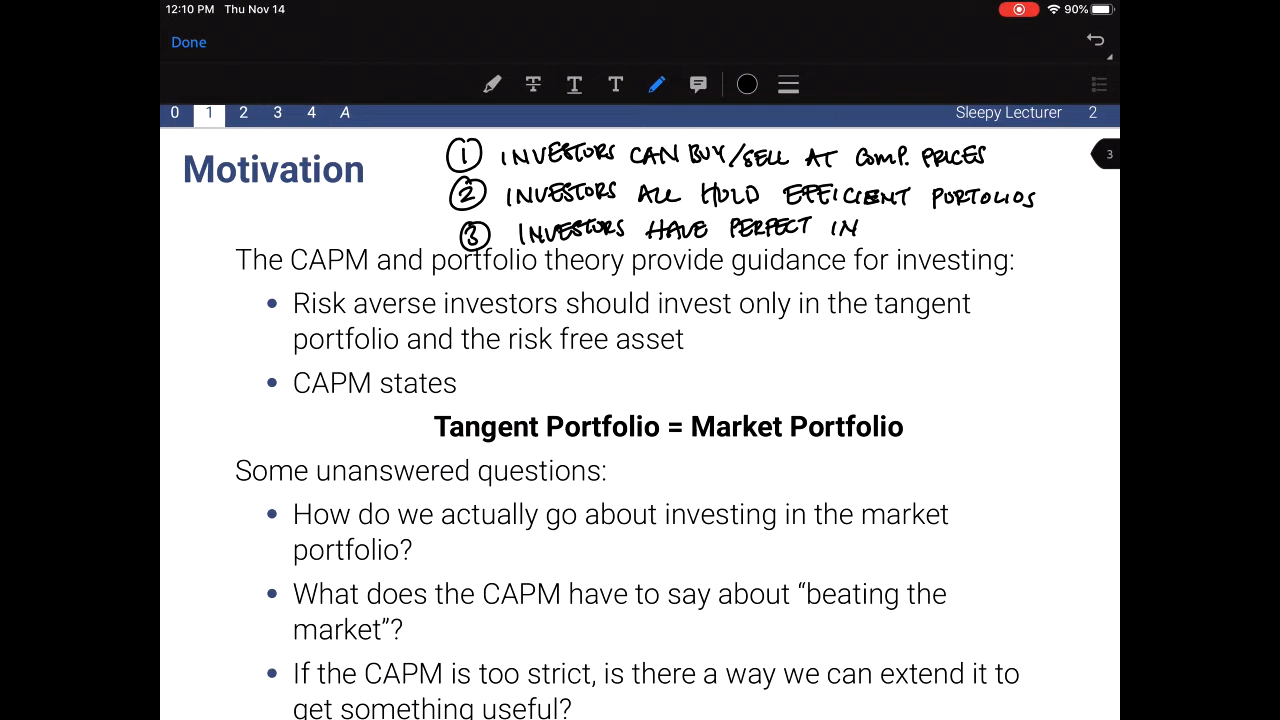 12:10 PM Thu Nov 14 90%
Done
T T T
0 1 2 3 4 A Sleepy Lecturer 2
Motivation
① INVESTORS CAN BUY/SELL AT COMP. PRICES
3
② INVESTORS ALL HOLD EFFICIENT PORTOLIOS
③ INVESTORS HAVE PERFECT IN
The CAPM and portfolio theory provide guidance for investing:
• Risk averse investors should invest only in the tangent
portfolio and the risk free asset
• CAPM states
Tangent Portfolio = Market Portfolio
Some unanswered questions:
• How do we actually go about investing in the market
portfolio?
• What does the CAPM have to say about “beating the
market”?
• If the CAPM is too strict, is there a way we can extend it to
get something useful?